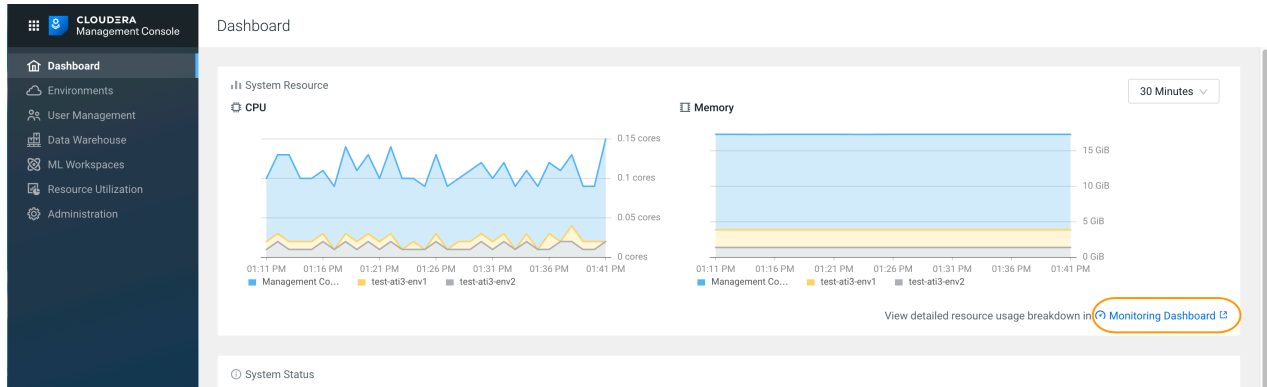 CLOUDERA
Management Console
Dashboard
Dashboard
Environments
User Management
Data Warehouse
ML Workspaces
Resource Utilization
Administration
System Resource
30 Minutes
CPU
Memory
0.15 cores
0.1 cores
0.05 cores
0 cores
01:11 PM 01:16 PM 01:21 PM 01:26 PM 01:31 PM 01:36 PM 01:41 PM
Management Co... test-ati3-env1 test-ati3-env2
15 GiB
10 GiB
5 GiB
0 GiB
01:11 PM 01:16 PM 01:21 PM 01:26 PM 01:31 PM 01:36 PM 01:41 PM
Management Co... test-ati3-env1 test-ati3-env2
View detailed resource usage breakdown in Monitoring Dashboard
System Status